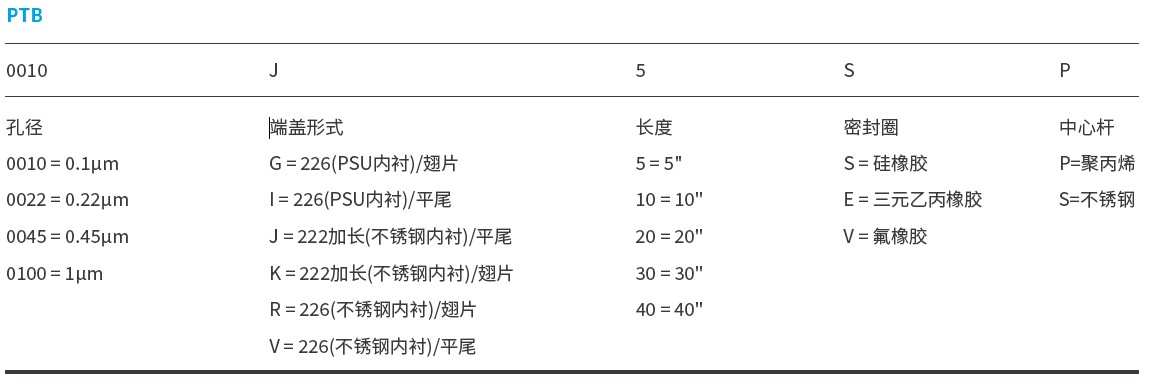 PTB
0010 J 5 S P
孔径 端盖形式 长度 密封圈 中心杆
0010 = 0.1μm G = 226(PSU内衬)/翅片 5 = 5" S = 硅橡胶 P=聚丙烯
0022 = 0.22μm I = 226(PSU内衬)/平尾 10 = 10" E = 三元乙丙橡胶 S=不锈钢
0045 = 0.45μm J = 222加长(不锈钢内衬)/平尾 20 = 20" V = 氟橡胶
0100 = 1μm K = 222加长(不锈钢内衬)/翅片 30 = 30"
R = 226(不锈钢内衬)/翅片 40 = 40"
V = 226(不锈钢内衬)/平尾